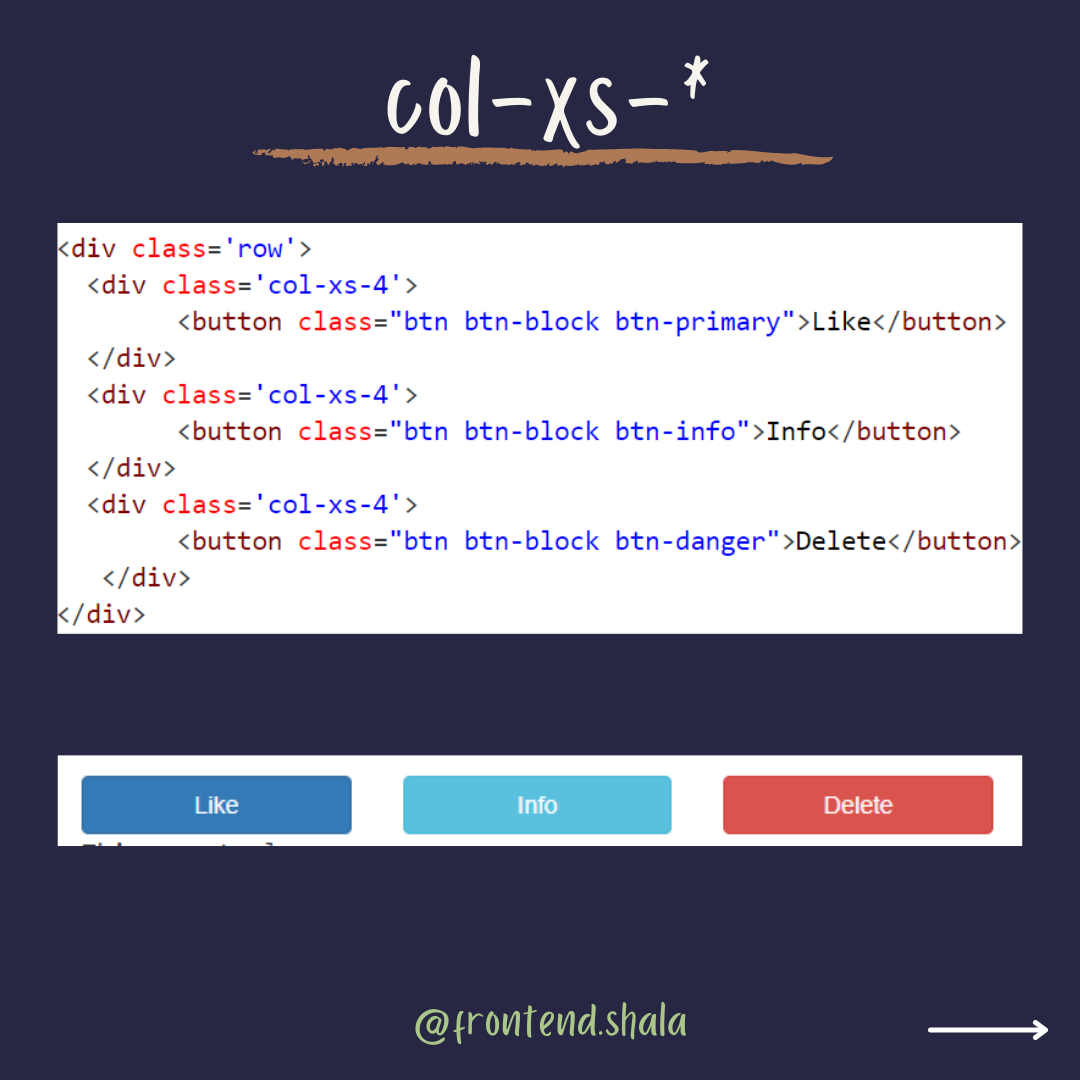 col-xs-*
<div class='row'>
  <div class='col-xs-4'>
        <button class="btn btn-block btn-primary">Like</button>
  </div>
  <div class='col-xs-4'>
        <button class="btn btn-block btn-info">Info</button>
  </div>
  <div class='col-xs-4'>
        <button class="btn btn-block btn-danger">Delete</button>
   </div>
</div>
Like Info Delete
@frontend.shala